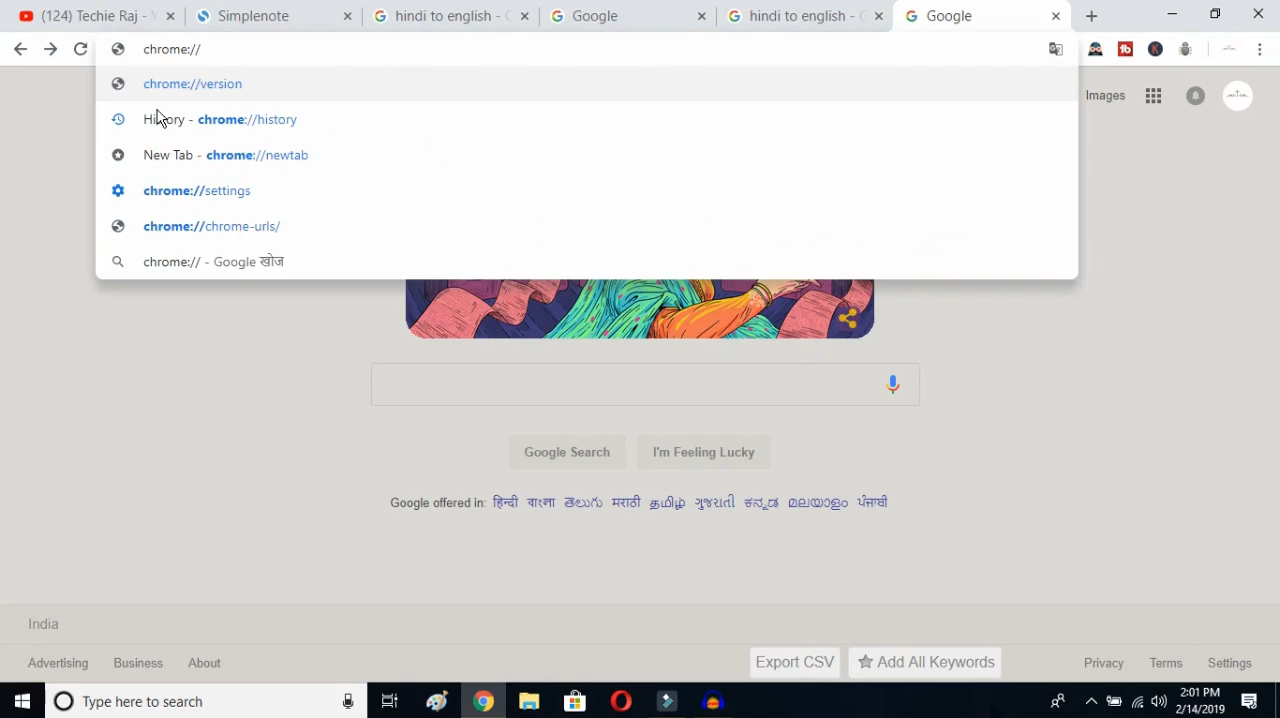 (124) Techie Raj - Y
Simplenote
hindi to english - G
Google
hindi to english - G
Google
chrome://
chrome://version
History - chrome://history
New Tab - chrome://newtab
chrome://settings
chrome://chrome-urls/
chrome:// - Google खोज
Images
Google Search
I'm Feeling Lucky
Google offered in: हिन्दी বাংলা తెలుగు मराठी தமிழ் ગુજરાતી ಕನ್ನಡ മലയാളം ਪੰਜਾਬੀ
India
Advertising Business About
Export CSV
Add All Keywords
Privacy Terms Settings
Type here to search
2:01 PM
2/14/2019